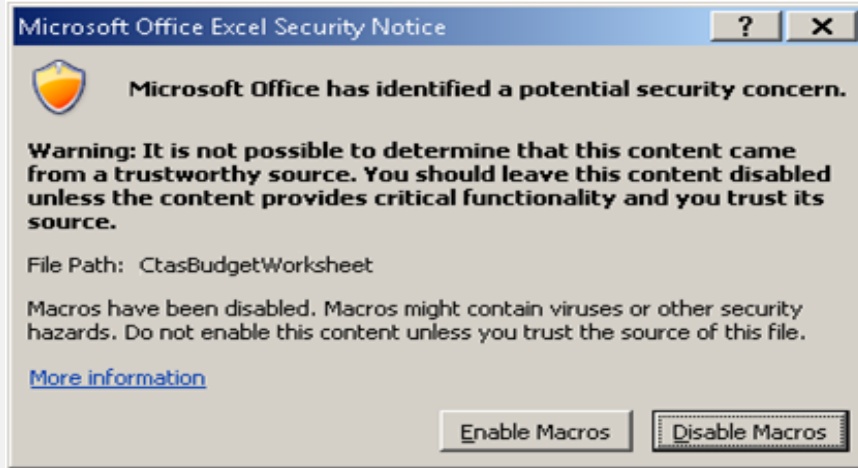 Microsoft Office Excel Security Notice
? X
Microsoft Office has identified a potential security concern.
Warning: It is not possible to determine that this content came
from a trustworthy source. You should leave this content disabled
unless the content provides critical functionality and you trust its
source.
File Path: CtasBudgetWorksheet
Macros have been disabled. Macros might contain viruses or other security
hazards. Do not enable this content unless you trust the source of this file.
More information
Enable Macros Disable Macros